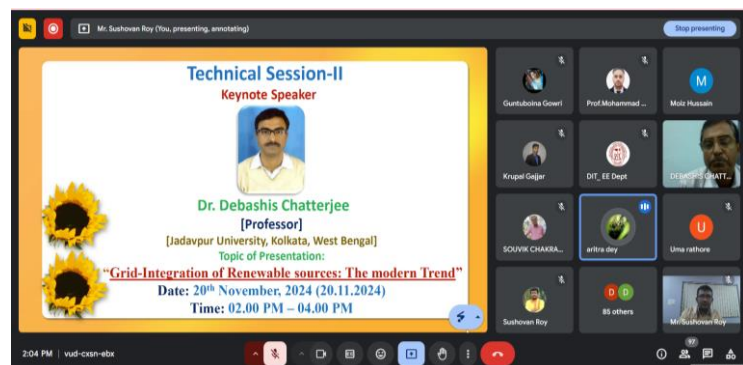 Mr. Sushovan Roy (You, presenting, annotating)
Stop presenting
Technical Session-II
Keynote Speaker
Dr. Debashis Chatterjee
[Professor]
[Jadavpur University, Kolkata, West Bengal]
Topic of Presentation:
“Grid-Integration of Renewable sources: The modern Trend”
Date: 20th November, 2024 (20.11.2024)
Time: 02.00 PM – 04.00 PM
Guntuboina Gowri
Prof.Mohammad ...
M
Moiz Hussain
Krupal Gajjar
DIT_ EE Dept
DEBASHIS CHATT...
SOUVIK CHAKRA...
aritra dey
U
Uma rathore
Sushovan Roy
D D
85 others
Mr. Sushovan Roy
2:04 PM | vud-cxsn-ebx
97